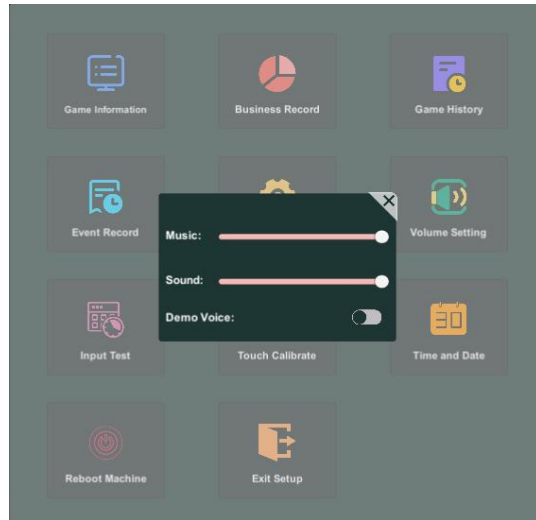 Game Information
Business Record
Game History
Event Record
Volume Setting
Music:
Sound:
Demo Voice:
Input Test
Touch Calibrate
30
Time and Date
Reboot Machine
Exit Setup